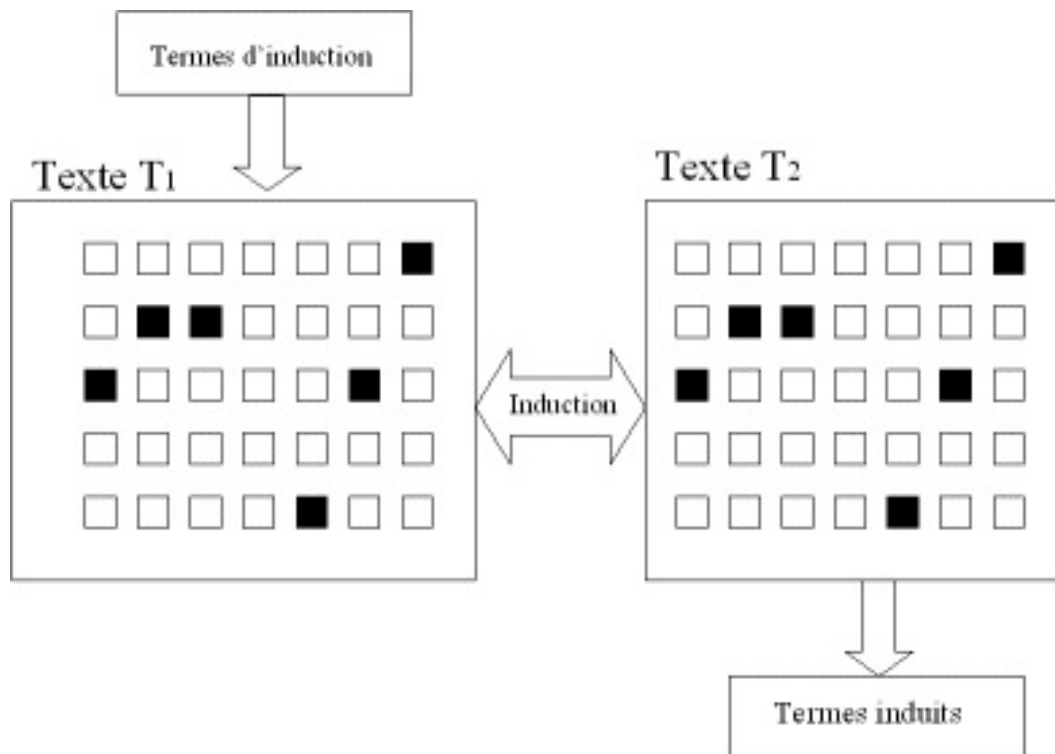 Termes d'induction
Texte T1
Texte T2
Induction
Termes induits